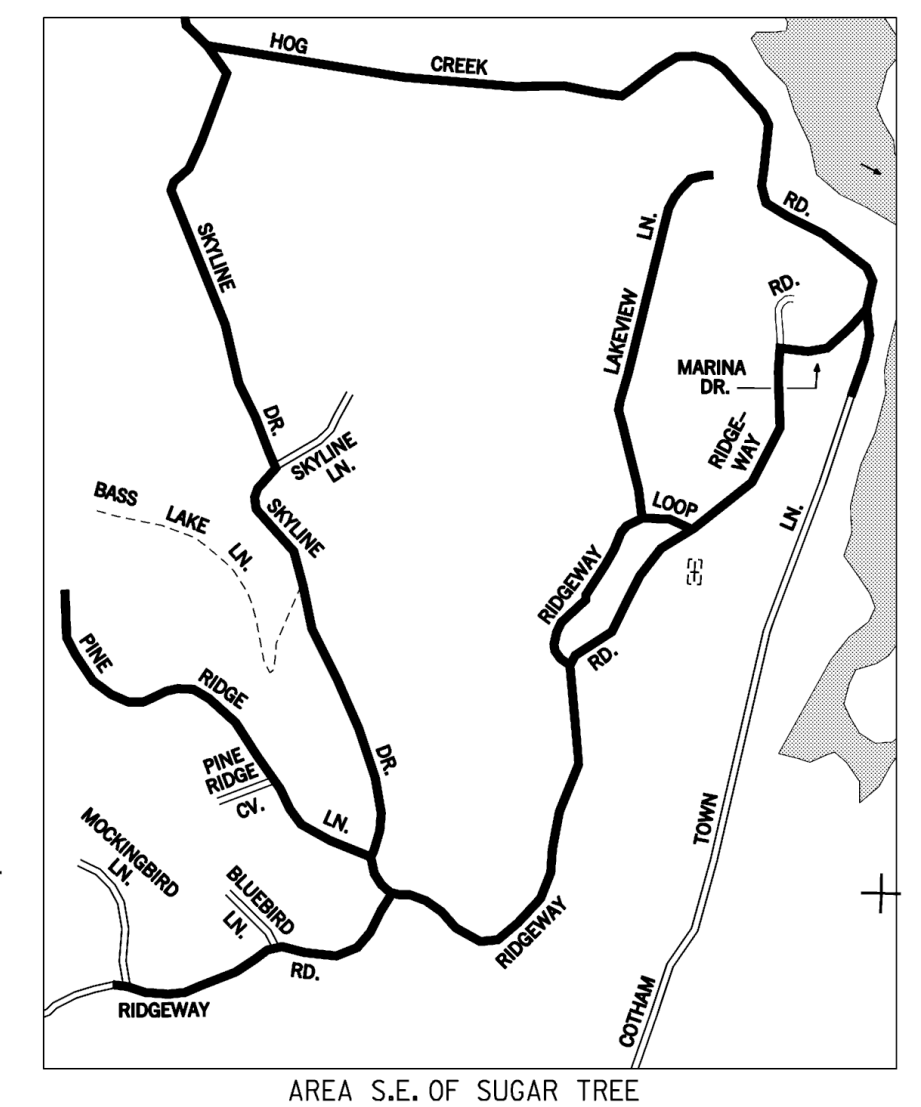 HOG
CREEK
RD.
SKYLINE
DR.
LN.
LAKEVIEW
RD.
MARINA
DR.
RIDGE-
WAY
SKYLINE
LN.
BASS
LAKE
LN.
SKYLINE
DR.
LOOP
RIDGEWAY
RD.
LN.
TOWN
COTHAM
PINE
RIDGE
LN.
PINE
RIDGE
CV.
MOCKINGBIRD
LN.
BLUEBIRD
LN.
RIDGEWAY
RD.
RIDGEWAY
AREA S.E. OF SUGAR TREE